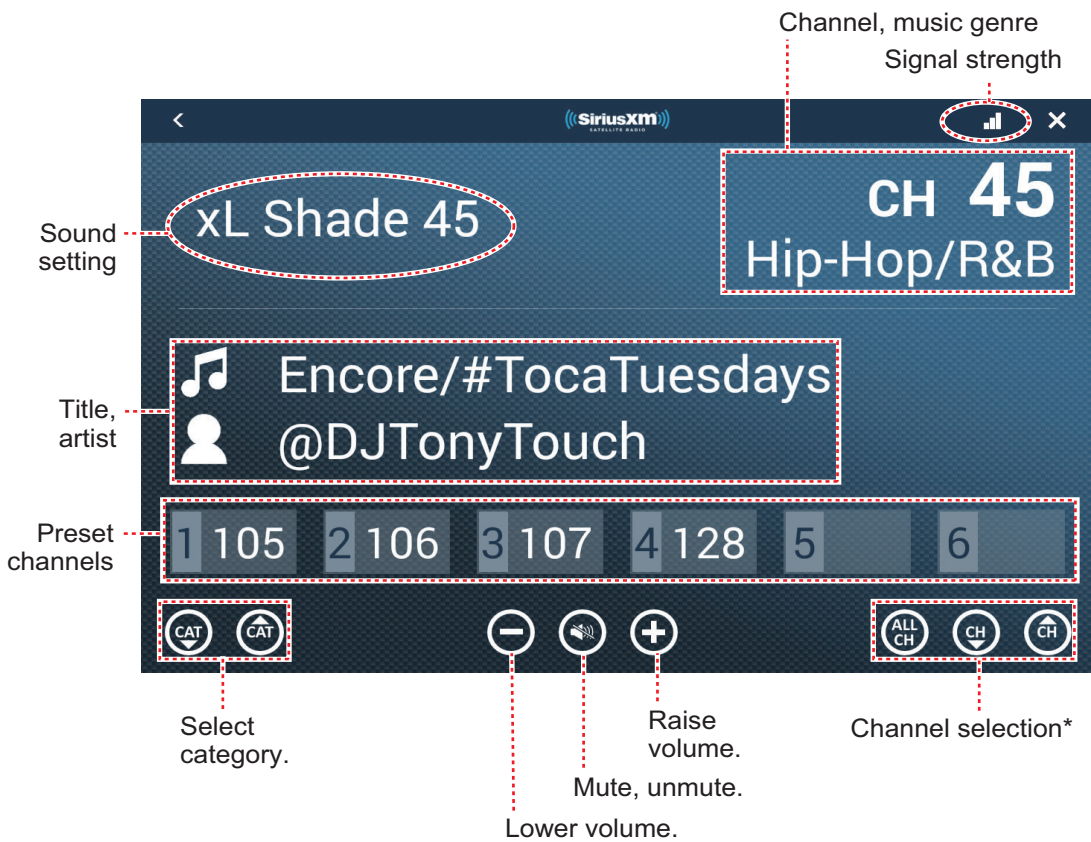 Channel, music genre
Signal strength
((SiriusXM))
SATELLITE RADIO
Sound
setting
xL Shade 45
CH 45
Hip-Hop/R&B
Title,
artist
Encore/#TocaTuesdays
@DJTonyTouch
Preset
channels
1 105 2 106 3 107 4 128 5 6
CAT CAT ALL CH CH CH
Select
category.
Raise
volume.
Channel selection*
Mute, unmute.
Lower volume.